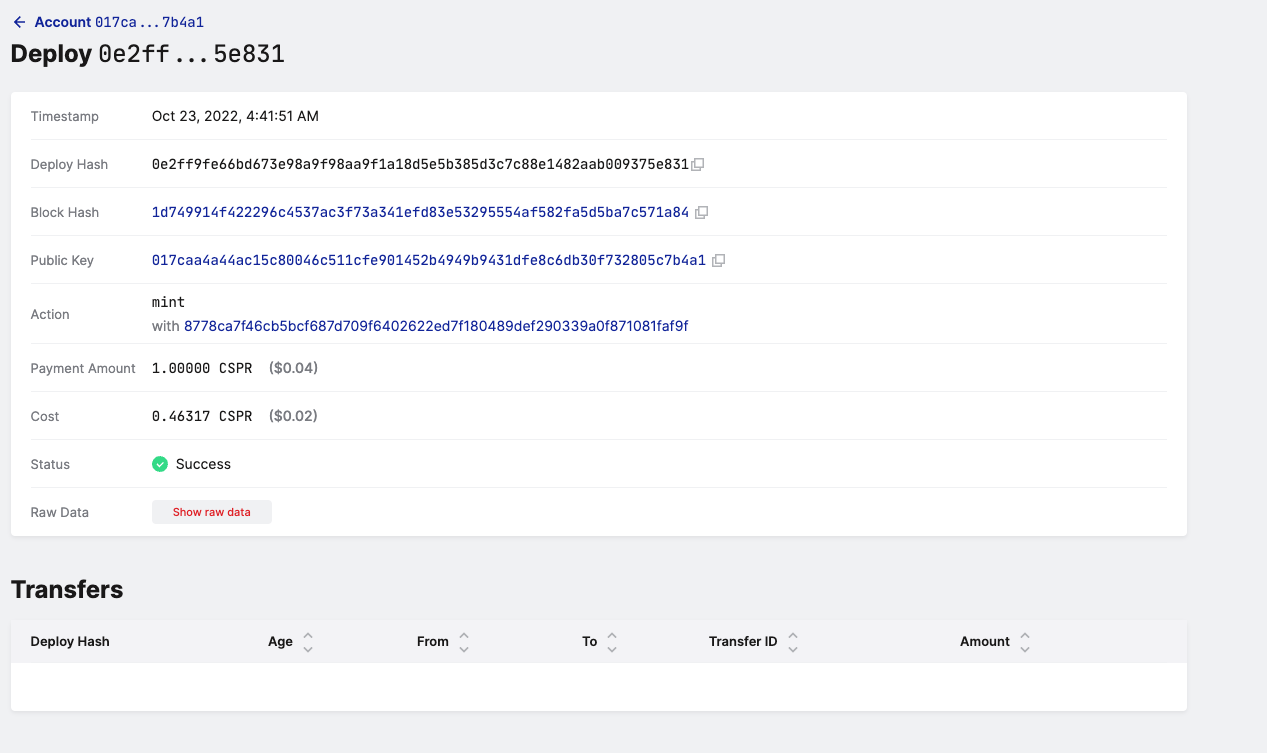 ← Account 017ca...7b4a1
Deploy 0e2ff...5e831
Timestamp Oct 23, 2022, 4:41:51 AM
Deploy Hash 0e2ff9fe66bd673e98a9f98aa9f1a18d5e5b385d3c7c88e1482aab009375e831
Block Hash 1d749914f422296c4537ac3f73a341efd83e53295554af582fa5d5ba7c571a84
Public Key 017caa4a44ac15c80046c511cfe901452b4949b9431dfe8c6db30f732805c7b4a1
Action mint
with 8778ca7f46cb5bcf687d709f6402622ed7f180489def290339a0f871081faf9f
Payment Amount 1.00000 CSPR ($0.04)
Cost 0.46317 CSPR ($0.02)
Status Success
Raw Data Show raw data
Transfers
Deploy Hash Age From To Transfer ID Amount